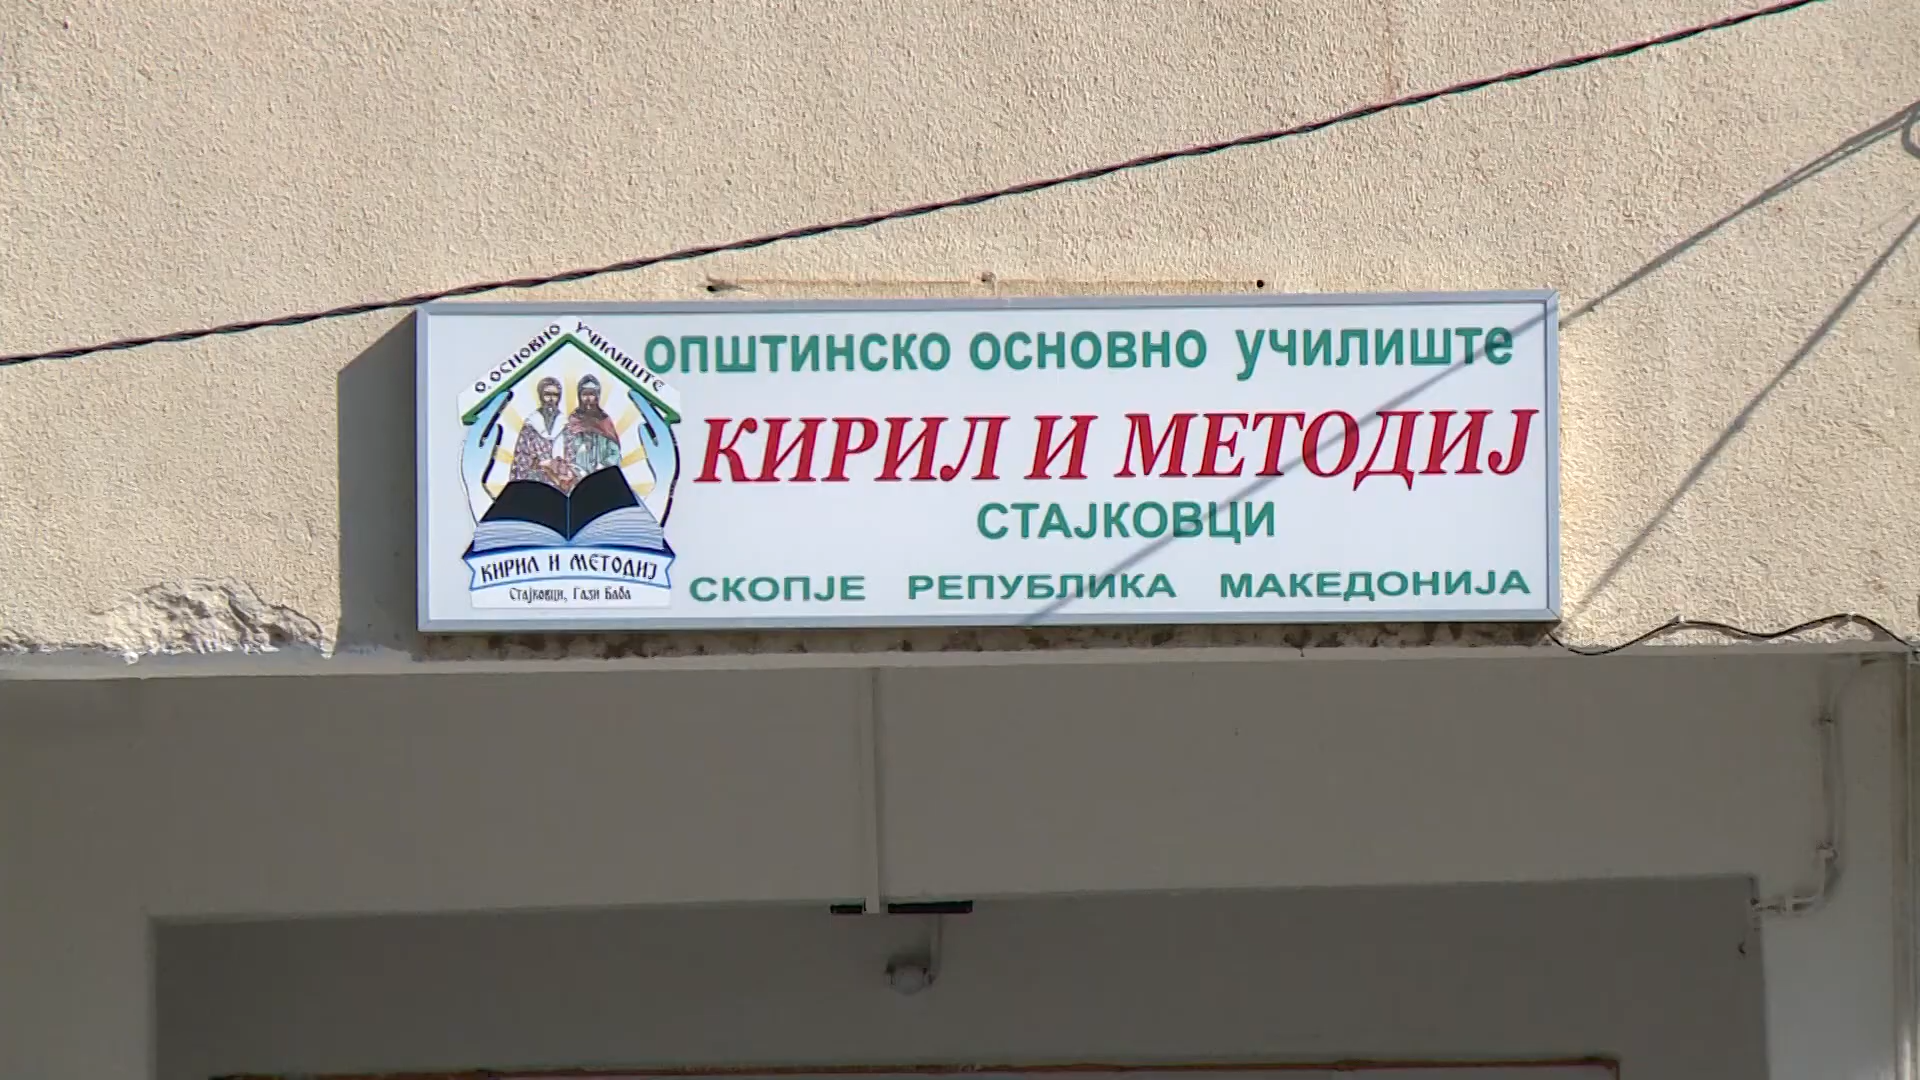 О. ОСНОВНО УЧИЛИШТЕ
КИРИЛ И МЕТОДИЈ
Стајковци, Гази Баба
ОПШТИНСКО ОСНОВНО УЧИЛИШТЕ
КИРИЛ И МЕТОДИЈ
СТАЈКОВЦИ
СКОПЈЕ РЕПУБЛИКА МАКЕДОНИЈА